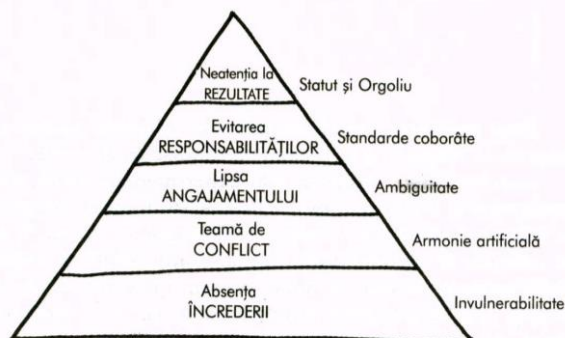 Neatenția la
REZULTATE
Statut și Orgoliu
Evitarea
RESPONSABILITĂȚILOR
Standarde coborâte
Lipsa
ANGAJAMENTULUI
Ambiguitate
Teamă de
CONFLICT
Armonie artificială
Absența
ÎNCREDERII
Invulnerabilitate